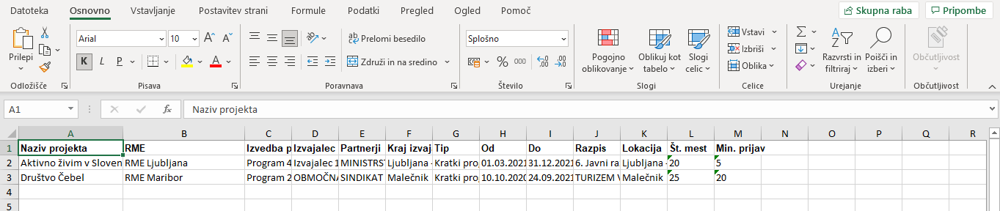 Datoteka Osnovno Vstavljanje Postavitev strani Formule Podatki Pregled Ogled Pomoč Skupna raba Pripombe
Prilepi Arial 10 A A ab Prelomi besedilo Splošno Pogojno oblikovanje Oblikuj kot tabelo Slogi celic Vstavi Razvrsti in filtriraj Poišči in izberi Občutljivost
K L P A Združi in na sredino % 000 Izbriši Oblika
Odložišče Pisava Poravnava Število Slogi Celice Urejanje Občutljivost
A1 fx Naziv projekta
A B C D E F G H I J K L M N O P Q R
1 Naziv projekta RME Izvedba p Izvajalec Partnerji Kraj izvaj Tip Od Do Razpis Lokacija Št. mest Min. prijav
2 Aktivno živim v Sloven RME Ljubljana Program 4 Izvajalec 1 MINISTRS Ljubljana - Kratki pro 01.03.2021 31.12.2021 6. Javni ra Ljubljana - 20 5
3 Društvo Čebel RME Maribor Program 2 OBMOČNA SINDIKAT Malečnik Kratki pro 10.10.2020 24.09.2021 TURIZEM V Malečnik 25 20
4
5